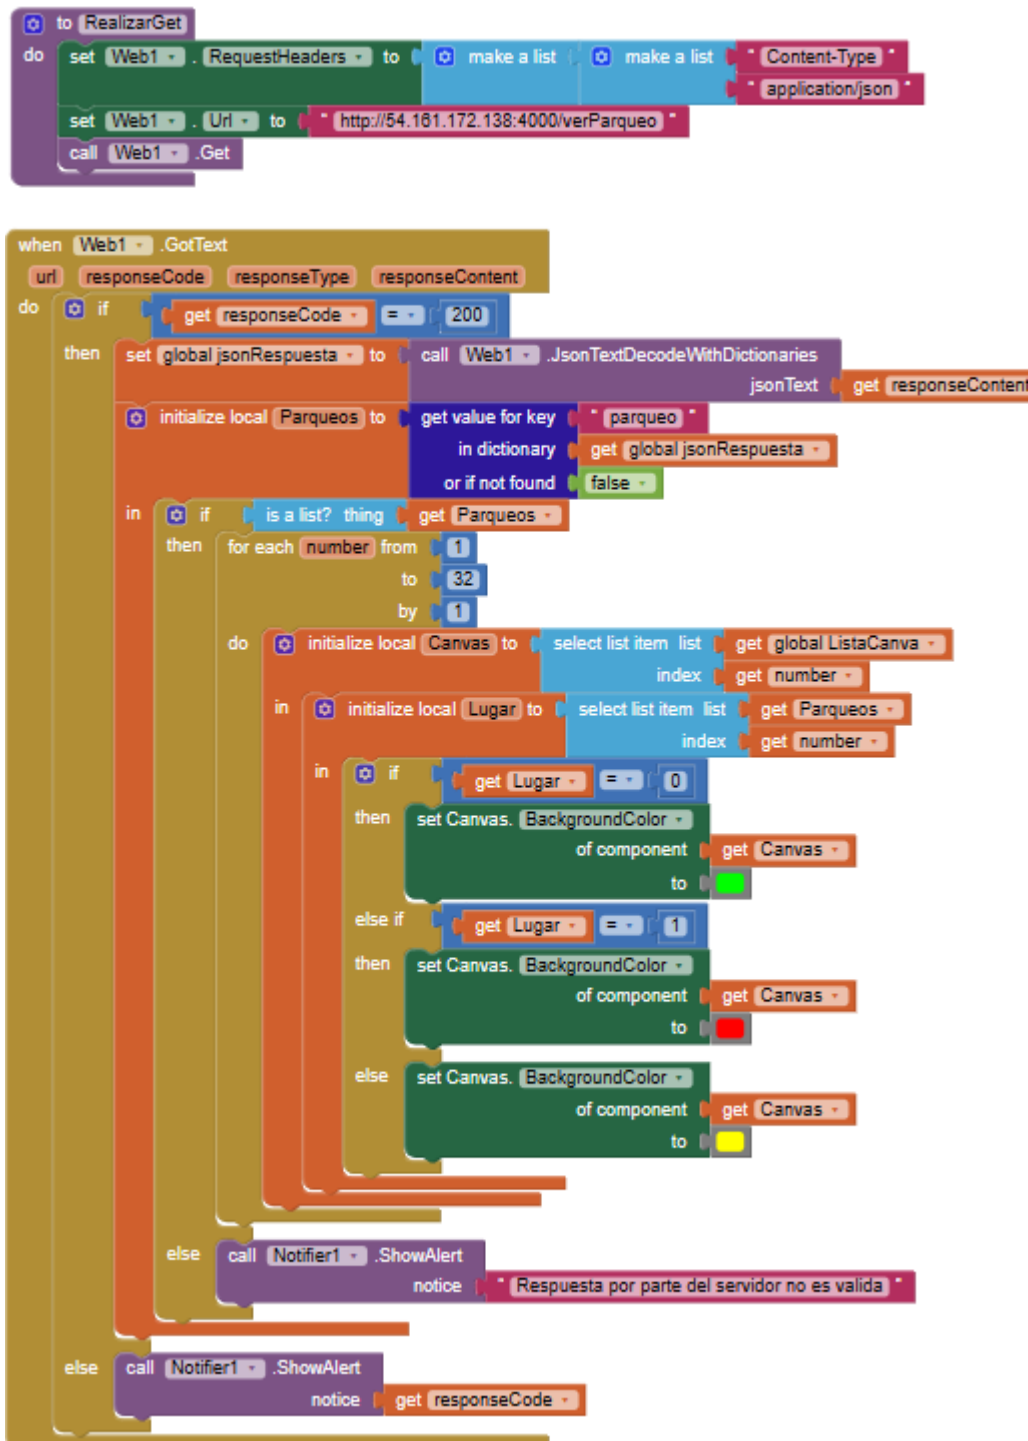 to RealizarGet
do set Web1 . RequestHeaders to make a list make a list " Content-Type "
" application/json "
set Web1 . Url to " http://54.161.172.138:4000/verParqueo "
call Web1 .Get
when Web1 .GotText
url responseCode responseType responseContent
do if get responseCode = 200
then set global jsonRespuesta to call Web1 .JsonTextDecodeWithDictionaries
jsonText get responseContent
initialize local Parqueos to get value for key " parqueo "
in dictionary get global jsonRespuesta
or if not found false
in if is a list? thing get Parqueos
then for each number from 1
to 32
by 1
do initialize local Canvas to select list item list get global ListaCanva
index get number
in initialize local Lugar to select list item list get Parqueos
index get number
in if get Lugar = 0
then set Canvas. BackgroundColor
of component get Canvas
to
else if get Lugar = 1
then set Canvas. BackgroundColor
of component get Canvas
to
else set Canvas. BackgroundColor
of component get Canvas
to
else call Notifier1 .ShowAlert
notice " Respuesta por parte del servidor no es valida "
else call Notifier1 .ShowAlert
notice get responseCode